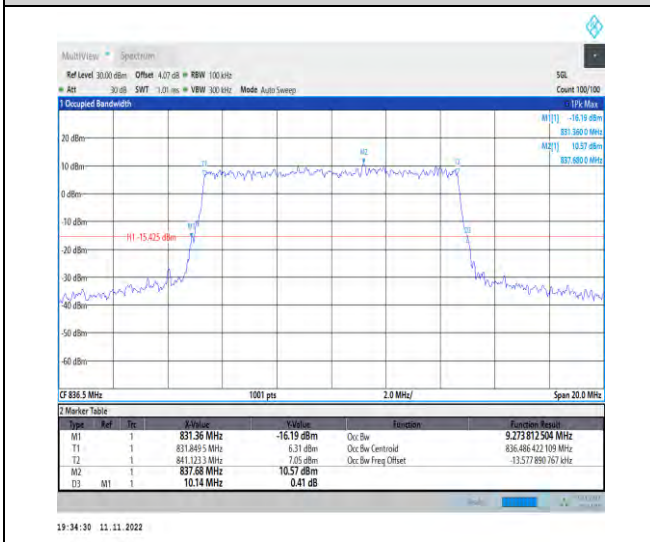 MultiView Spectrum
Ref Level 30.00 dBm Offset 4.07 dB RBW 100 kHz SGL
Att 30 dB SWT 1.01 ms VBW 300 kHz Mode Auto Sweep Count 100/100
1 Occupied Bandwidth 1Pk Max
M1[1] -16.19 dBm
831.3600 MHz
M2[1] 10.57 dBm
837.6800 MHz
20 dBm
M2
T1 T2
10 dBm
0 dBm
-10 dBm
M1 D3
H1 -15.425 dBm
-20 dBm
-30 dBm
-40 dBm
-50 dBm
-60 dBm
CF 836.5 MHz 1001 pts 2.0 MHz/ Span 20.0 MHz
2 Marker Table
Type Ref Trc X-Value Y-Value Function Function Result
M1 1 831.36 MHz -16.19 dBm Occ Bw 9.273 812 504 MHz
T1 1 831.849 5 MHz 6.31 dBm Occ Bw Centroid 836.486 422 109 MHz
T2 1 841.123 3 MHz 7.05 dBm Occ Bw Freq Offset -13.577 890 767 kHz
M2 1 837.68 MHz 10.57 dBm
D3 M1 1 10.14 MHz 0.41 dB
19:34:30 11.11.2022